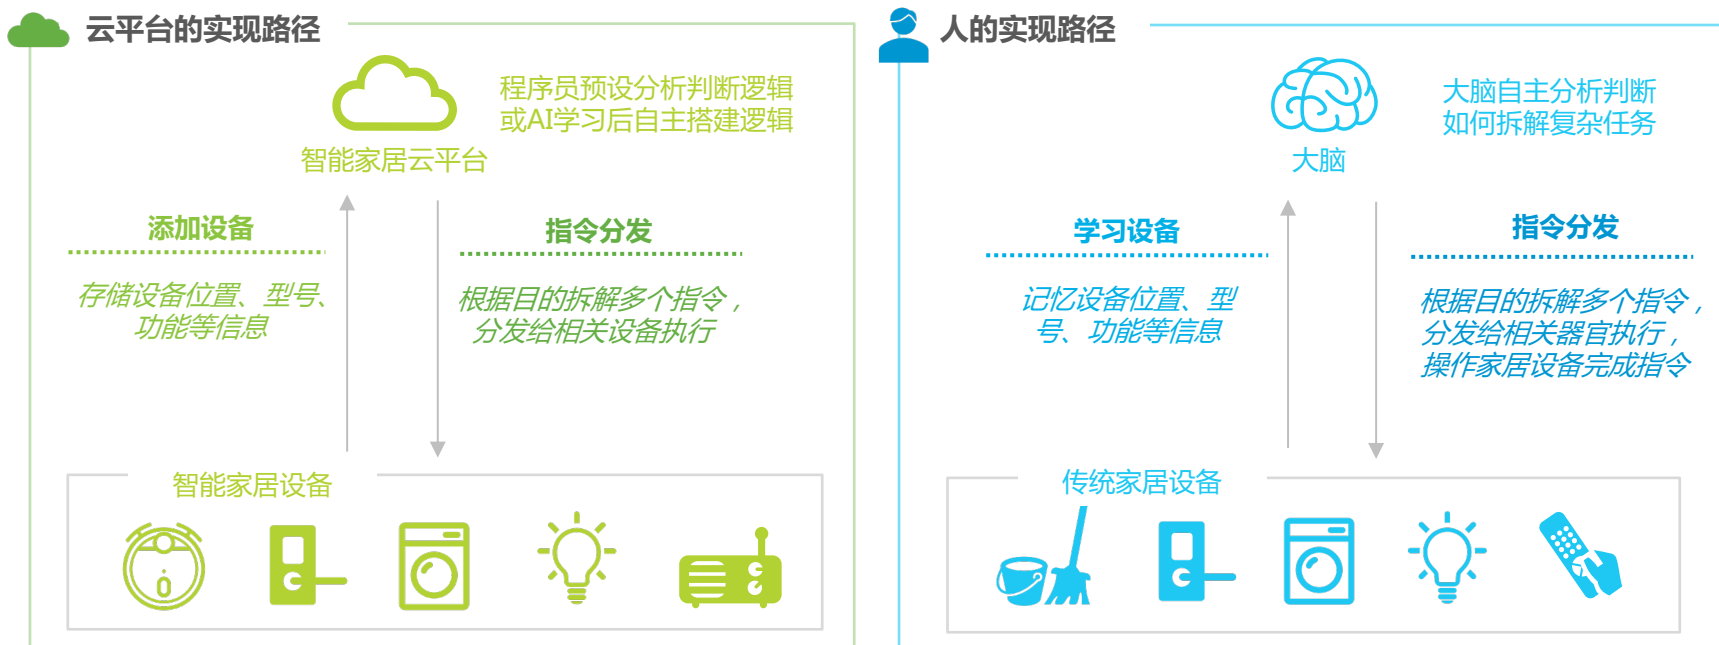 云平台的实现路径
程序员预设分析判断逻辑
或AI学习后自主搭建逻辑
智能家居云平台
添加设备
存储设备位置、型号、
功能等信息
指令分发
根据目的拆解多个指令，
分发给相关设备执行
智能家居设备
人的实现路径
大脑自主分析判断
如何拆解复杂任务
大脑
学习设备
记忆设备位置、型
号、功能等信息
指令分发
根据目的拆解多个指令，
分发给相关器官执行，
操作家居设备完成指令
传统家居设备